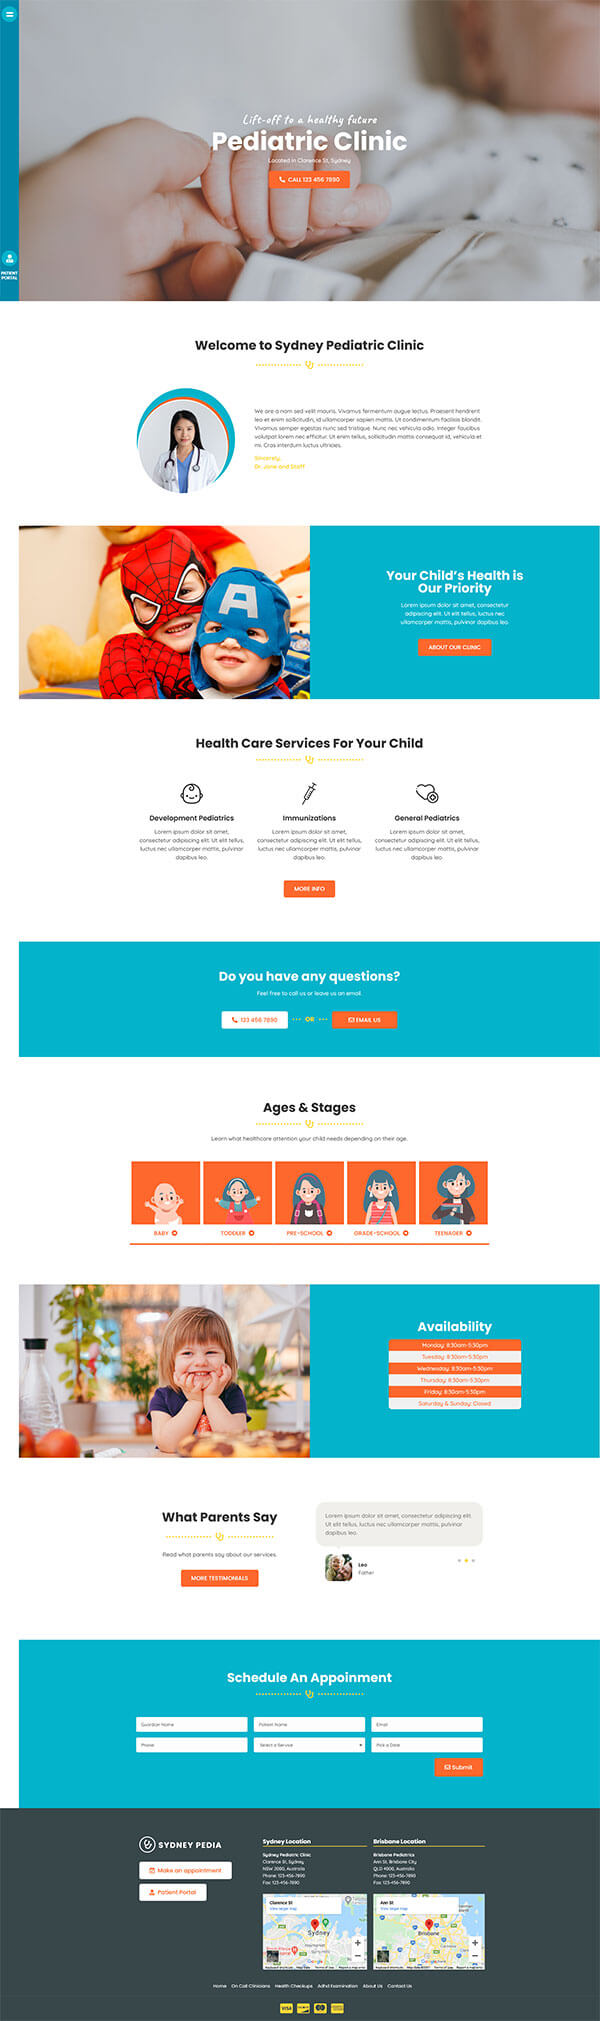 Lift-off to a healthy future
Pediatric Clinic
Located in Clarence St, Sydney
CALL 123 456 7890
PATIENT
PORTAL
Welcome to Sydney Pediatric Clinic
We are a nam sed velit mauris. Vivamus fermentum augue lectus. Praesent hendrerit
leo et enim sollicitudin, id ullamcorper sapien mattis. Ut condimentum facilisis blandit.
Vivamus semper egestas nunc sed tristique. Nunc nec vehicula odio. Integer faucibus
volutpat lorem nec efficitur. Ut enim tellus, sollicitudin mattis consequat id, vehicula et
mi. Cras interdum luctus ultricies.
Sincerely,
Dr. Jane and Staff
Your Child's Health is
Our Priority
Lorem ipsum dolor sit amet, consectetur
adipiscing elit. Ut elit tellus, luctus nec
ullamcorper mattis, pulvinar dapibus leo.
ABOUT OUR CLINIC
A
Health Care Services For Your Child
Development Pediatrics
Lorem ipsum dolor sit amet,
consectetur adipiscing elit. Ut elit tellus,
luctus nec ullamcorper mattis, pulvinar
dapibus leo.
Immunizations
Lorem ipsum dolor sit amet,
consectetur adipiscing elit. Ut elit tellus,
luctus nec ullamcorper mattis, pulvinar
dapibus leo.
General Pediatrics
Lorem ipsum dolor sit amet,
consectetur adipiscing elit. Ut elit tellus,
luctus nec ullamcorper mattis, pulvinar
dapibus leo.
MORE INFO
Do you have any questions?
Feel free to call us or leave us an email.
123 456 7890
OR
EMAIL US
Ages & Stages
Learn what healthcare attention your child needs depending on their age.
BABY
TODDLER
PRE-SCHOOL
GRADE-SCHOOL
TEENAGER
Availability
Monday: 8:30am-5:30pm
Tuesday: 8:30am-5:30pm
Wednesday: 8:30am-5:30pm
Thursday: 8:30am-5:30pm
Friday: 8:30am-5:30pm
Saturday & Sunday: Closed
What Parents Say
Read what parents say about our services.
MORE TESTIMONIALS
Lorem ipsum dolor sit amet, consectetur adipiscing elit.
Ut elit tellus, luctus nec ullamcorper mattis, pulvinar
dapibus leo.
Leo
Father
Schedule An Appoinment
Guardian Name
Patient Name
Email
Phone
Select a Service
Pick a Date
Submit
SYDNEY PEDIA
Make an appointment
Patient Portal
Sydney Location
Sydney Pediatric Clinic
Clarence St, Sydney
NSW 2000, Australia
Phone: 123-456-7890
Fax: 123-456-7890
Clarence St
View larger map
Sydney
Google
Brisbane Location
Brisbane Pediatrics
Ann St, Brisbane City
QLD 4000, Australia
Phone: 123-456-7890
Fax: 123-456-7890
Ann St
View larger map
Brisbane
Google
Home
On Call Clinicians
Health Checkups
Adhd Examination
About Us
Contact Us
VISA